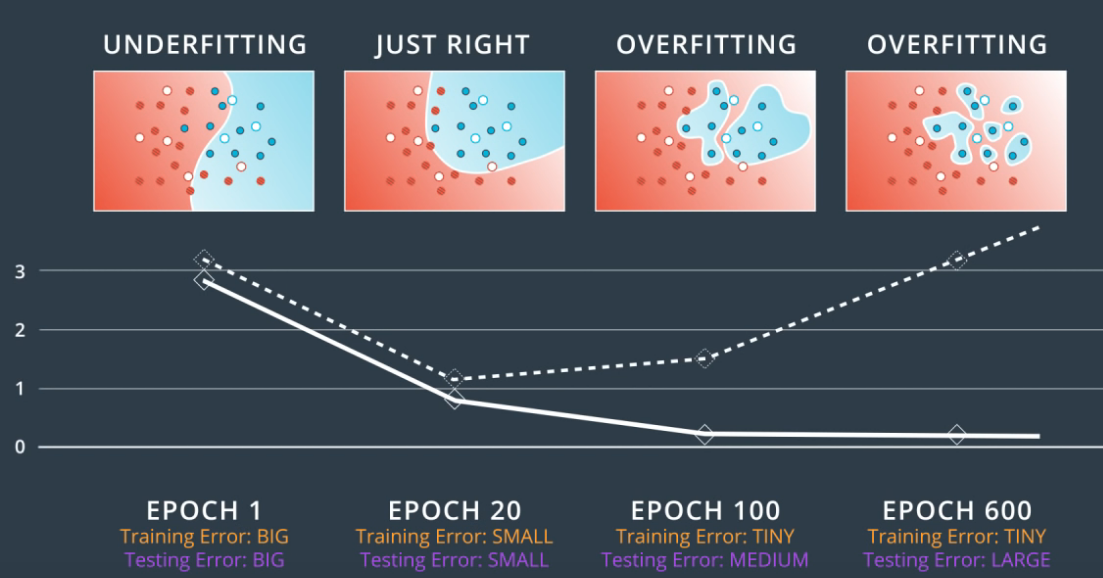 UNDERFITTING
JUST RIGHT
OVERFITTING
OVERFITTING
3
2
1
0
EPOCH 1
Training Error: BIG
Testing Error: BIG
EPOCH 20
Training Error: SMALL
Testing Error: SMALL
EPOCH 100
Training Error: TINY
Testing Error: MEDIUM
EPOCH 600
Training Error: TINY
Testing Error: LARGE